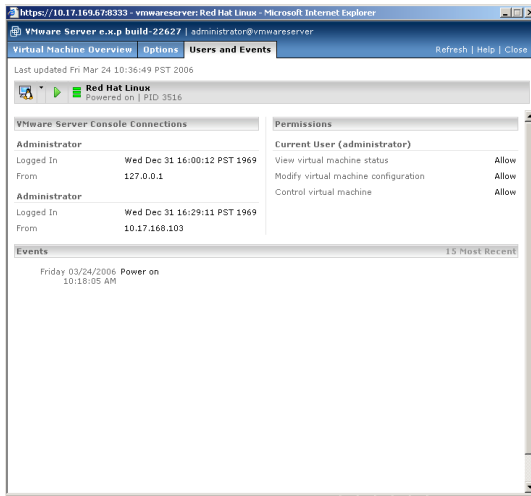 https://10.17.169.67:8333 - vmwareserver: Red Hat Linux - Microsoft Internet Explorer
VMware Server e.x.p build-22627 | administrator@vmwareserver
Virtual Machine Overview Options Users and Events Refresh | Help | Close
Last updated Fri Mar 24 10:36:49 PST 2006
Red Hat Linux
Powered on | PID 3516
VMware Server Console Connections
Administrator
Logged In Wed Dec 31 16:00:12 PST 1969
From 127.0.0.1
Administrator
Logged In Wed Dec 31 16:29:11 PST 1969
From 10.17.168.103
Permissions
Current User (administrator)
View virtual machine status Allow
Modify virtual machine configuration Allow
Control virtual machine Allow
Events 15 Most Recent
Friday 03/24/2006 Power on
10:18:05 AM